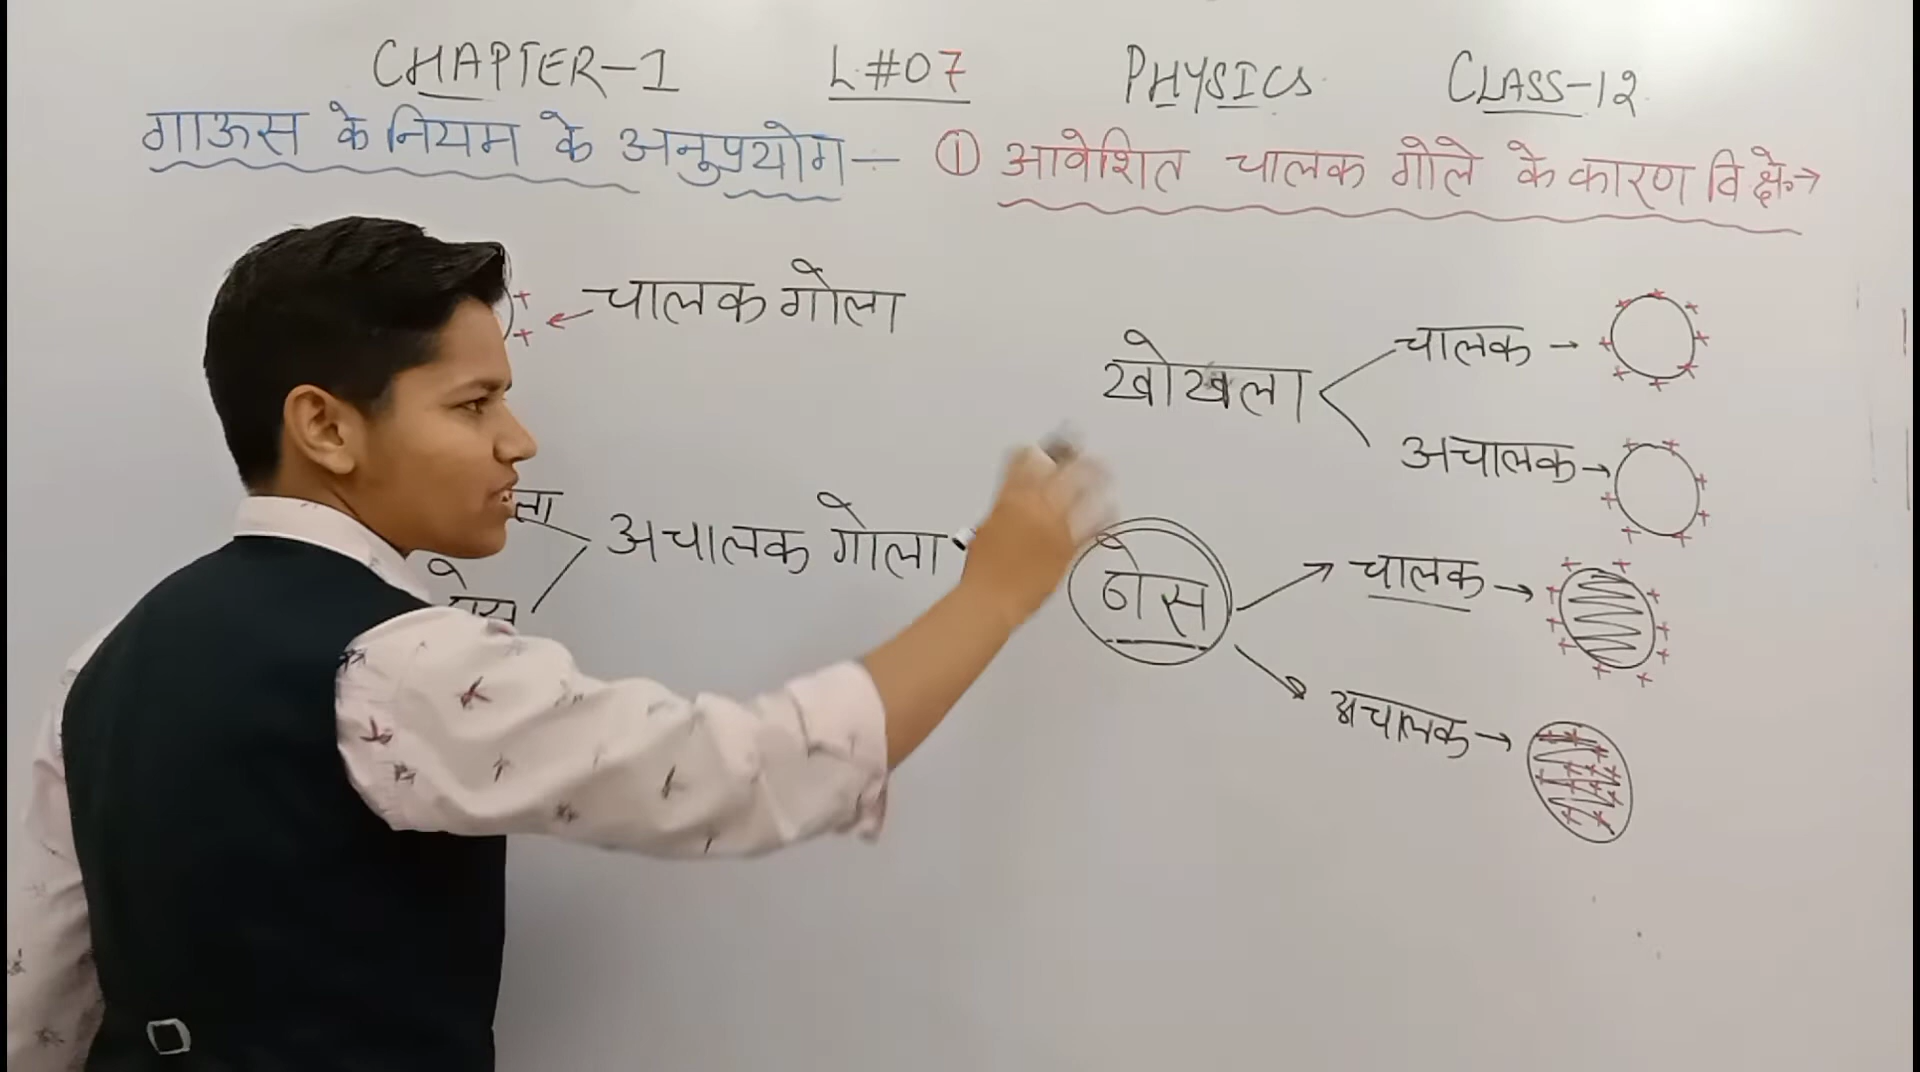 CHAPTER-1 L#07 PHYSICS CLASS-12
गाऊस के नियम के अनुप्रयोग — ① आवेशित चालक गोले के कारण वि क्षे॰→
चालक गोला
अचालक गोला
खोखला
चालक →
अचालक →
ठोस
चालक →
अचालक →